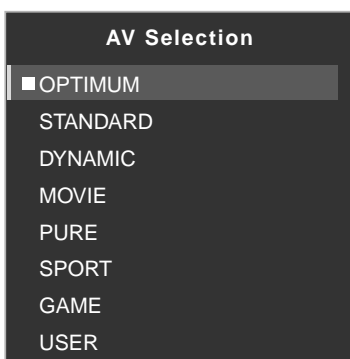 AV Selection
OPTIMUM
STANDARD
DYNAMIC
MOVIE
PURE
SPORT
GAME
USER